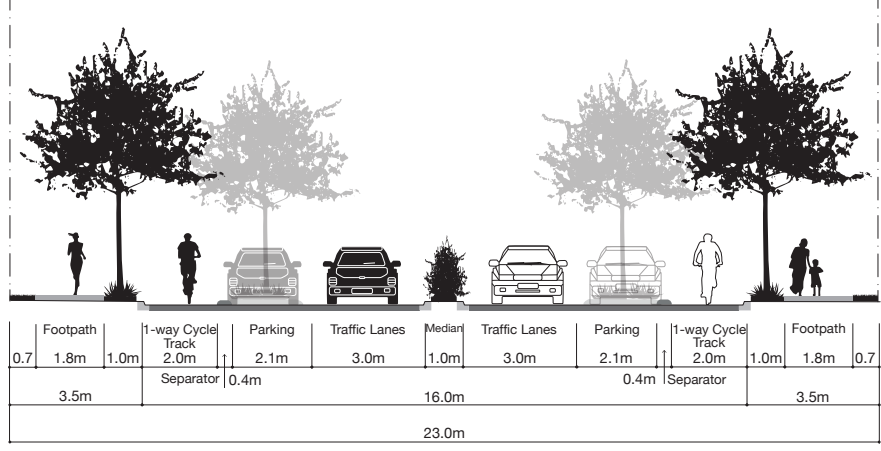 Footpath 1-way Cycle Parking Traffic Lanes Median Traffic Lanes Parking 1-way Cycle Footpath
Track Track
0.7 1.8m 1.0m 2.0m 2.1m 3.0m 1.0m 3.0m 2.1m 2.0m 1.0m 1.8m 0.7
Separator 0.4m 0.4m Separator
3.5m 16.0m 3.5m
23.0m